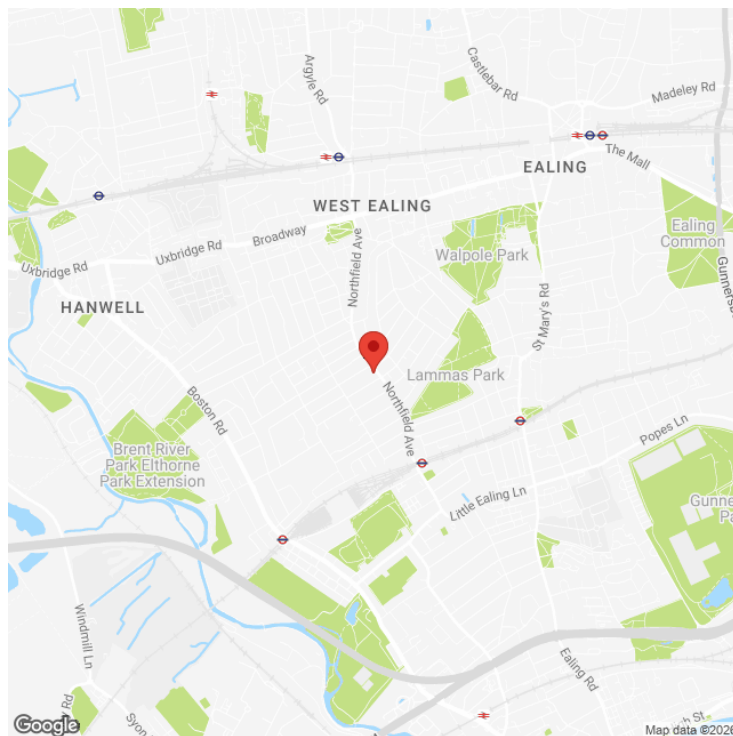 Argyle Rd
Castlebar Rd
Madeley Rd
The Mall
EALING
WEST EALING
Ealing
Common
Broadway
Uxbridge Rd
Uxbridge Rd
Northfield Ave
Walpole Park
HANWELL
St Mary's Rd
Lammas Park
Northfield Ave
Boston Rd
Popes Ln
Brent River
Park Elthorne
Park Extension
Little Ealing Ln
Windmill Ln
Ealing Rd
Google
Map data ©2026